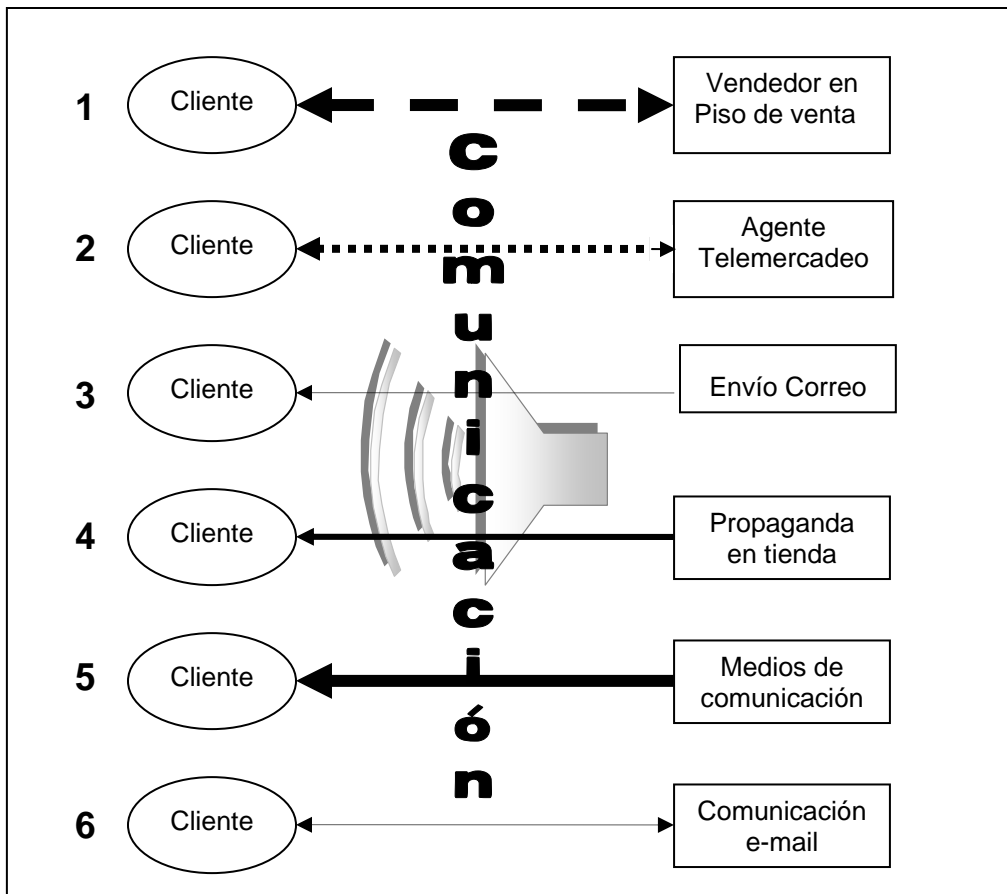 1
Cliente
Vendedor en
Piso de venta
2
Cliente
Agente
Telemercadeo
3
Cliente
Envío Correo
4
Cliente
Propaganda
en tienda
5
Cliente
Medios de
comunicación
6
Cliente
Comunicación
e-mail
Comunicación